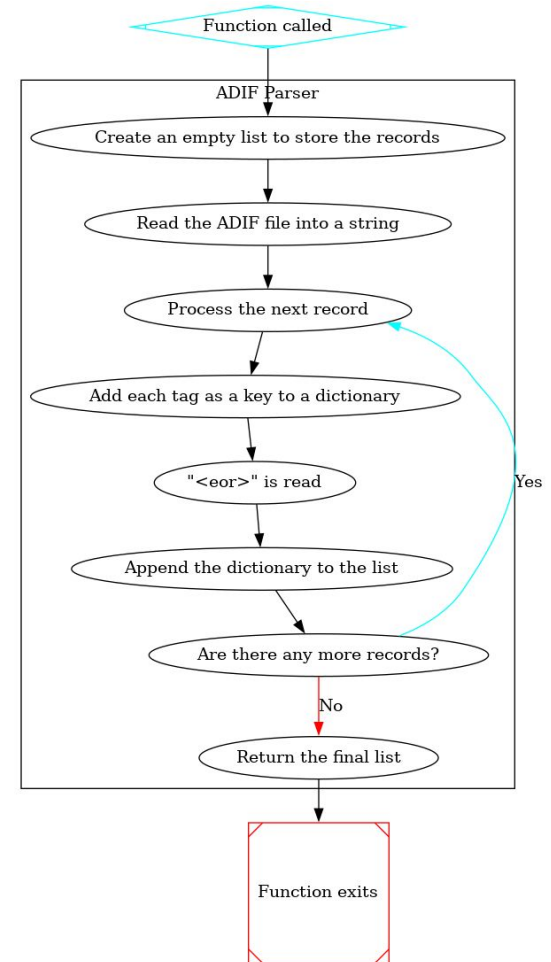 Function called
ADIF Parser
Create an empty list to store the records
Read the ADIF file into a string
Process the next record
Add each tag as a key to a dictionary
"<eor>" is read
Yes
Append the dictionary to the list
Are there any more records?
No
Return the final list
Function exits